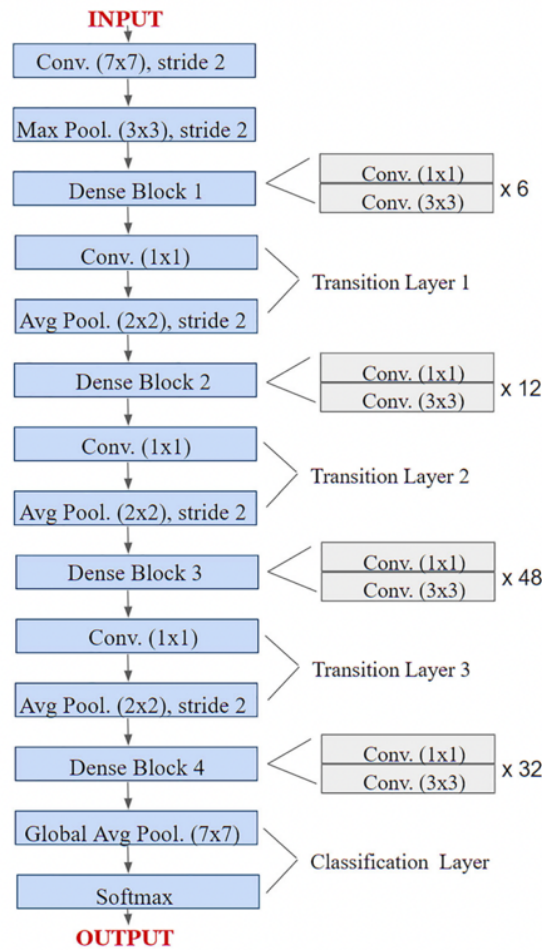 INPUT
Conv. (7x7), stride 2
Max Pool. (3x3), stride 2
Dense Block 1
Conv. (1x1)
Conv. (3x3)
x 6
Conv. (1x1)
Avg Pool. (2x2), stride 2
Transition Layer 1
Dense Block 2
Conv. (1x1)
Conv. (3x3)
x 12
Conv. (1x1)
Avg Pool. (2x2), stride 2
Transition Layer 2
Dense Block 3
Conv. (1x1)
Conv. (3x3)
x 48
Conv. (1x1)
Avg Pool. (2x2), stride 2
Transition Layer 3
Dense Block 4
Conv. (1x1)
Conv. (3x3)
x 32
Global Avg Pool. (7x7)
Softmax
Classification Layer
OUTPUT